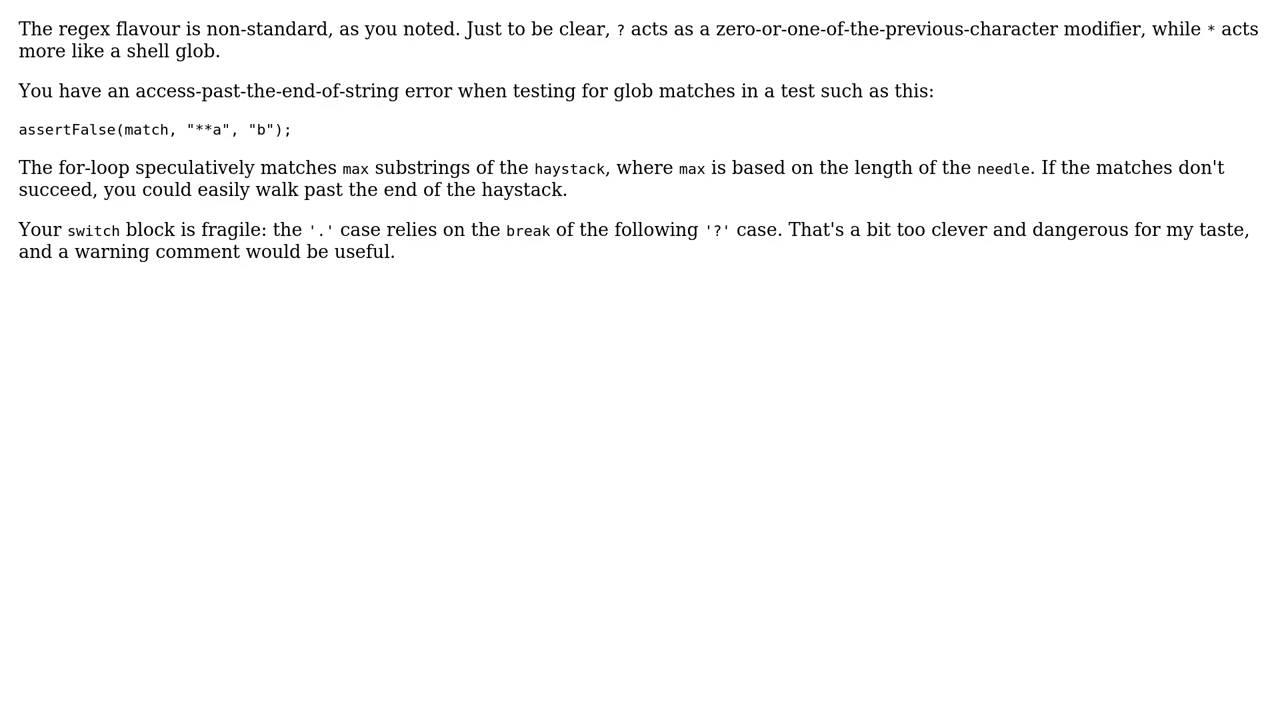 The regex flavour is non-standard, as you noted. Just to be clear, ? acts as a zero-or-one-of-the-previous-character modifier, while * acts
more like a shell glob.
You have an access-past-the-end-of-string error when testing for glob matches in a test such as this:
assertFalse(match, "**a", "b");
The for-loop speculatively matches max substrings of the haystack, where max is based on the length of the needle. If the matches don't
succeed, you could easily walk past the end of the haystack.
Your switch block is fragile: the '.' case relies on the break of the following '?' case. That's a bit too clever and dangerous for my taste,
and a warning comment would be useful.